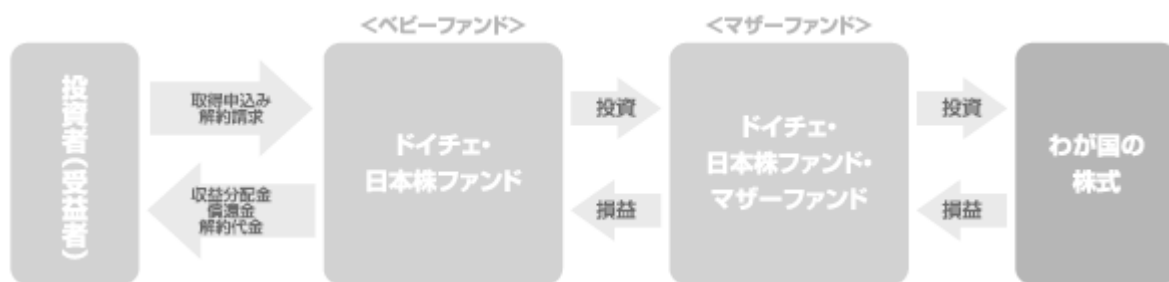 <ベビーファンド>
<マザーファンド>
投資者(受益者)
取得申込み
解約請求
収益分配金
償還金
解約代金
ドイチェ・
日本株ファンド
投資
損益
ドイチェ・
日本株ファンド・
マザーファンド
投資
損益
わが国の
株式